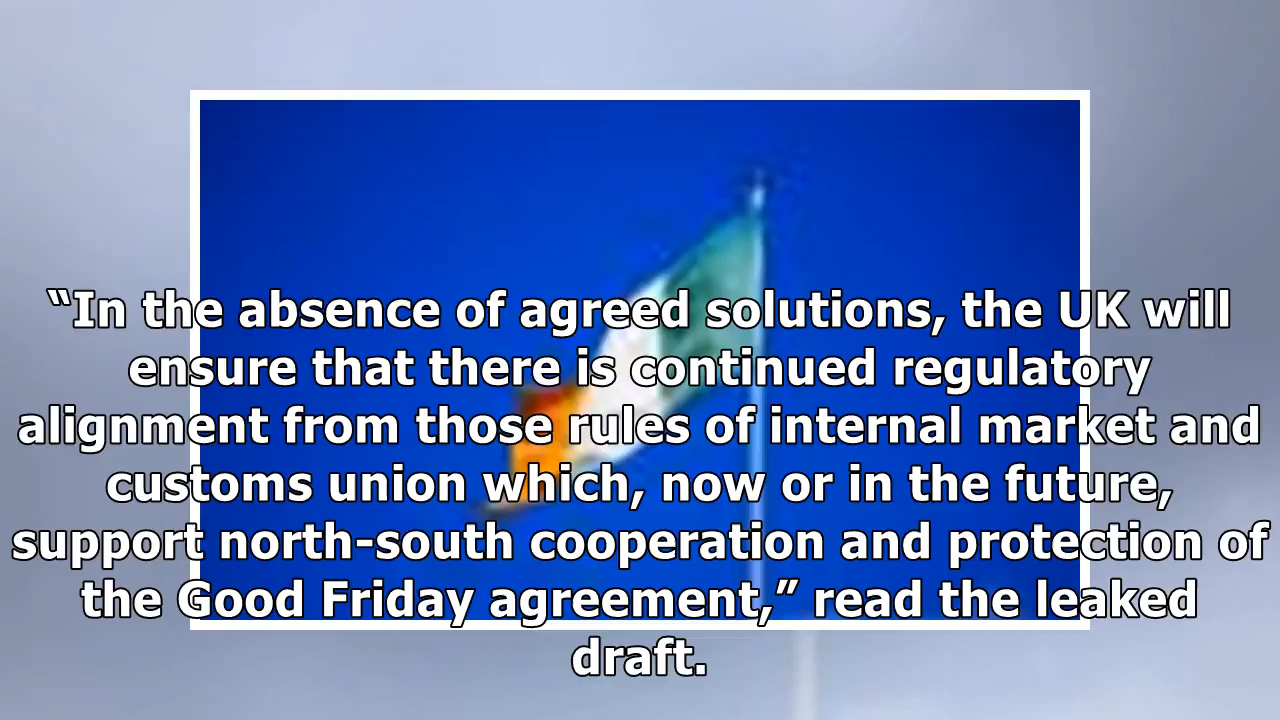 “In the absence of agreed solutions, the UK will
ensure that there is continued regulatory
alignment from those rules of internal market and
customs union which, now or in the future,
support north-south cooperation and protection of
the Good Friday agreement,” read the leaked
draft.